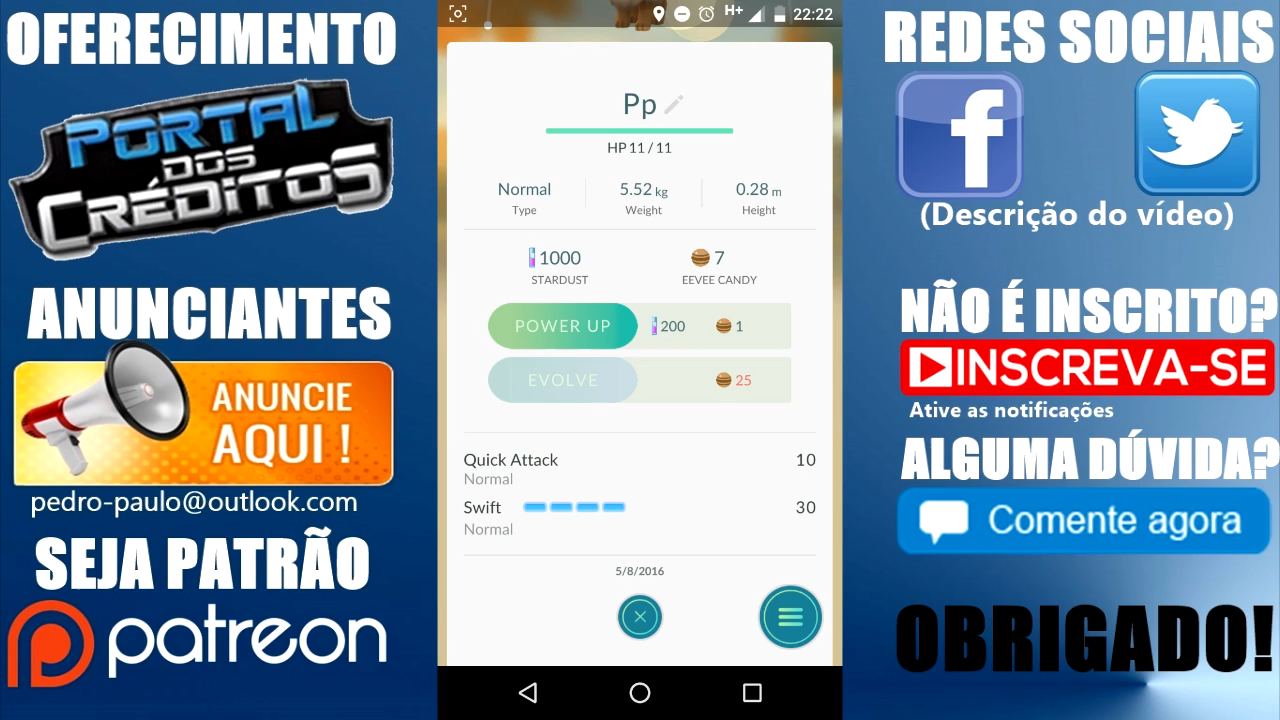 OFERECIMENTO
PORTAL
DOS
CRÉDITOS
ANUNCIANTES
ANUNCIE
AQUI !
pedro-paulo@outlook.com
SEJA PATRÃO
patreon
H+ 22:22
Pp
HP 11 / 11
Normal 5.52 kg 0.28 m
Type Weight Height
1000 7
STARDUST EEVEE CANDY
POWER UP 200 1
EVOLVE 25
Quick Attack 10
Normal
Swift 30
Normal
5/8/2016
REDES SOCIAIS
f
(Descrição do vídeo)
NÃO É INSCRITO?
INSCREVA-SE
Ative as notificações
ALGUMA DÚVIDA?
Comente agora
OBRIGADO!